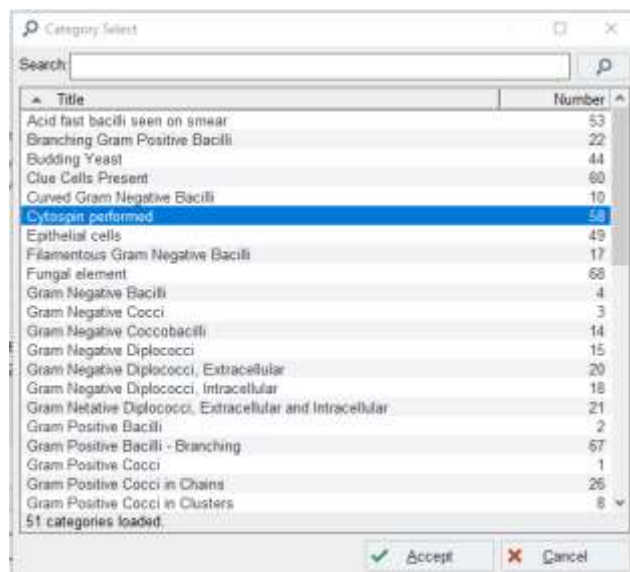 Category Select
Search:
Title Number
Acid fast bacilli seen on smear 53
Branching Gram Positive Bacilli 22
Budding Yeast 44
Clue Cells Present 60
Curved Gram Negative Bacilli 10
Cytospin performed 58
Epithelial cells 49
Filamentous Gram Negative Bacilli 17
Fungal element 68
Gram Negative Bacilli 4
Gram Negative Cocci 3
Gram Negative Coccobacilli 14
Gram Negative Diplococci 15
Gram Negative Diplococci, Extracellular 20
Gram Negative Diplococci, Intracellular 18
Gram Netative Diplococci, Extracellular and Intracellular 21
Gram Positive Bacilli 2
Gram Positive Bacilli - Branching 67
Gram Positive Cocci 1
Gram Positive Cocci in Chains 26
Gram Positive Cocci in Clusters 8
51 categories loaded.
Accept Cancel